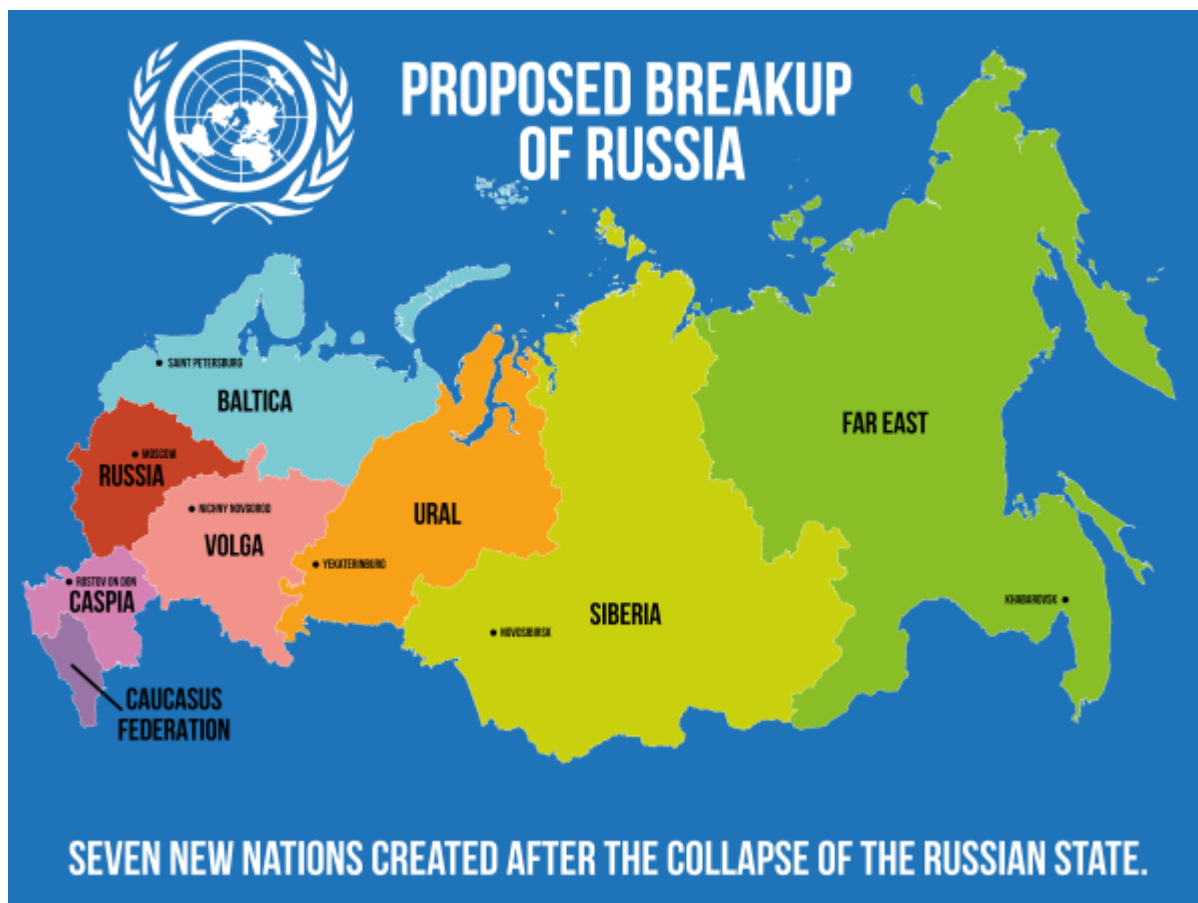 PROPOSED BREAKUP
OF RUSSIA
SAINT PETERSBURG
BALTICA
FAR EAST
MOSCOW
RUSSIA
NICHNY NOVGOROD
VOLGA
URAL
YEKATERINBURG
ROSTOV ON DON
CASPIA
SIBERIA
KHABAROVSK
NOVOSIBIRSK
CAUCASUS
FEDERATION
SEVEN NEW NATIONS CREATED AFTER THE COLLAPSE OF THE RUSSIAN STATE.